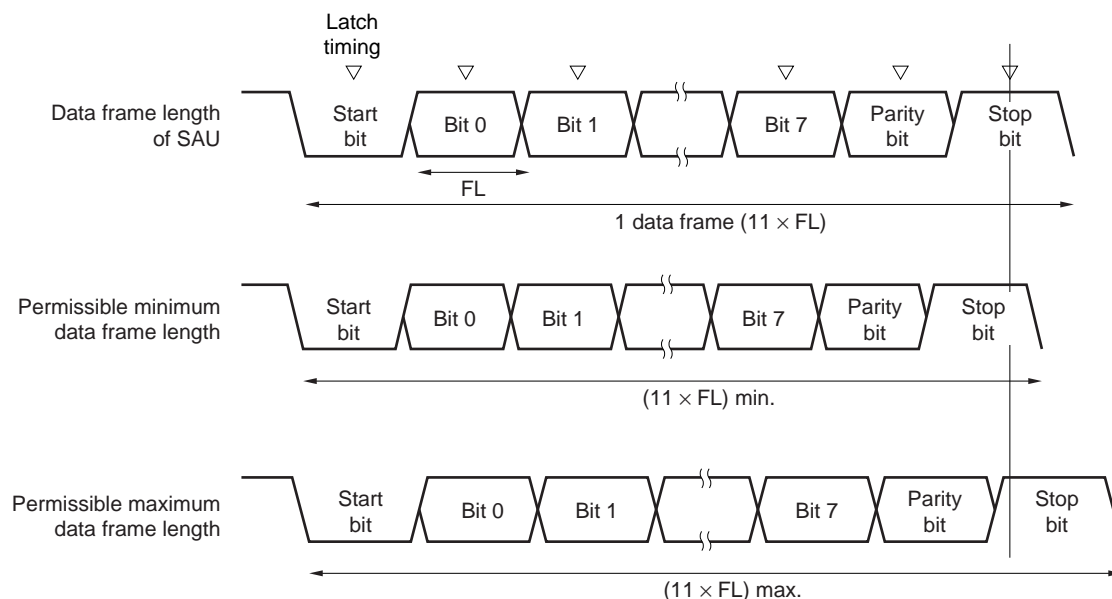 Latch
timing
Data frame length
of SAU
Start
bit
Bit 0
Bit 1
Bit 7
Parity
bit
Stop
bit
FL
1 data frame (11 × FL)
Permissible minimum
data frame length
Start
bit
Bit 0
Bit 1
Bit 7
Parity
bit
Stop
bit
(11 × FL) min.
Permissible maximum
data frame length
Start
bit
Bit 0
Bit 1
Bit 7
Parity
bit
Stop
bit
(11 × FL) max.